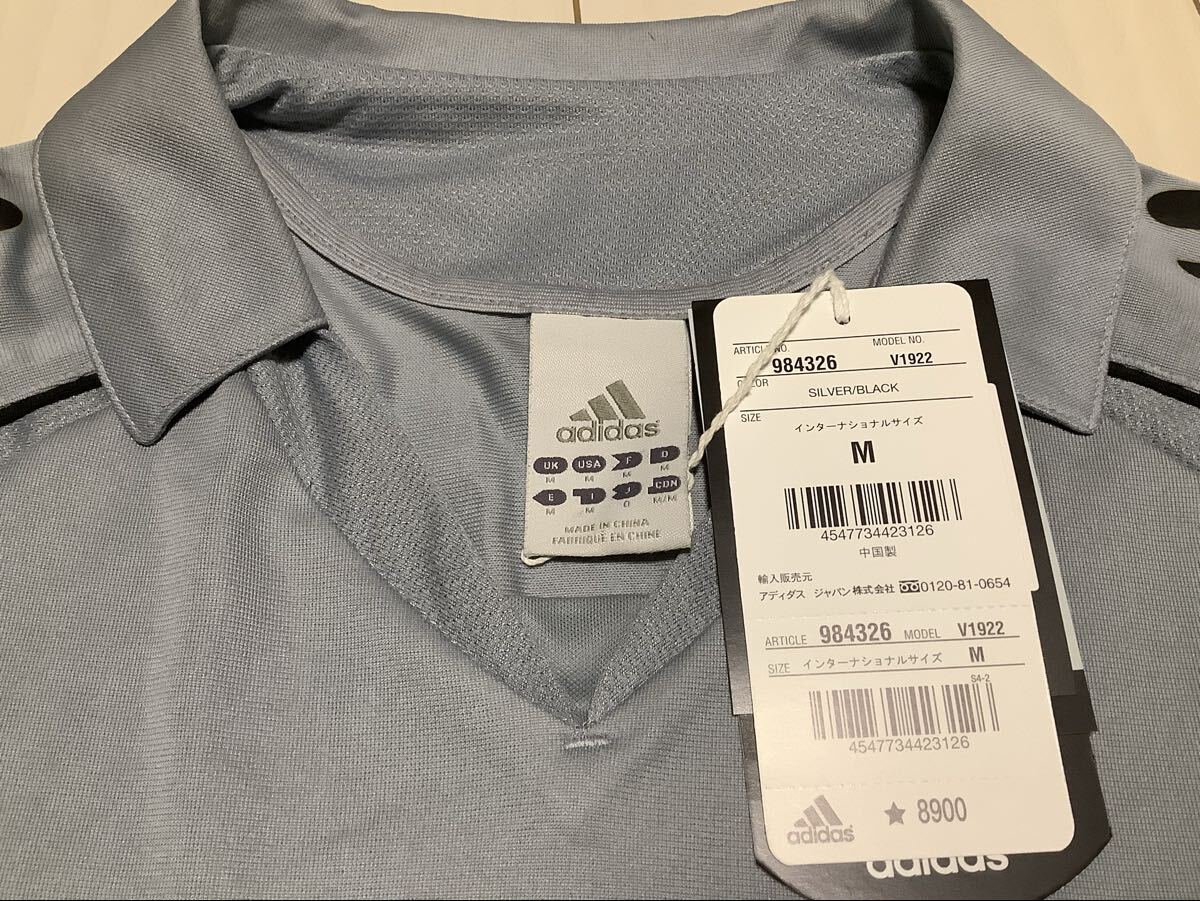 adidas
UK USA F D
M M M M
E I J CDN
M M O M/M
MADE IN CHINA
FABRIQUÉ EN CHINE
ARTICLE NO. MODEL NO.
984326 V1922
COLOR
SILVER/BLACK
SIZE
インターナショナルサイズ
M
4547734423126
中国製
輸入販売元
アディダス ジャパン株式会社 0120-81-0654
ARTICLE 984326 MODEL V1922
SIZE インターナショナルサイズ M
S4-2
4547734423126
adidas ★ 8900
adidas